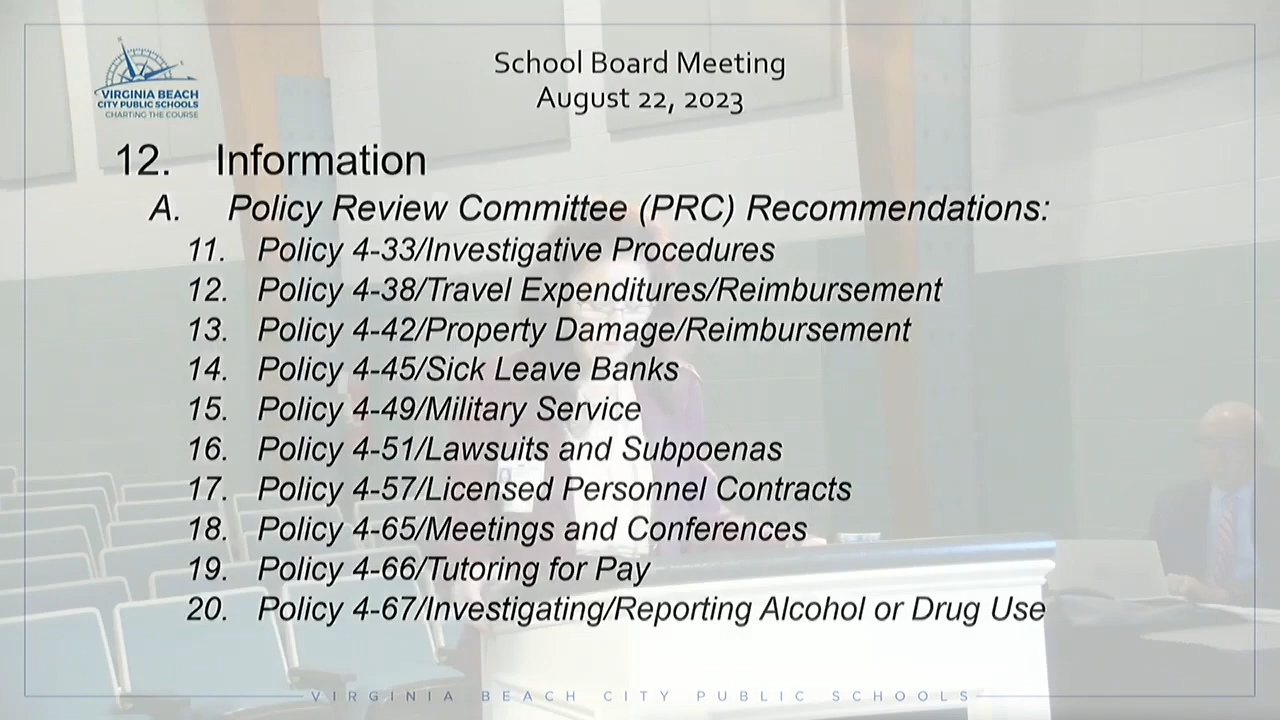 VIRGINIA BEACH
CITY PUBLIC SCHOOLS
CHARTING THE COURSE
School Board Meeting
August 22, 2023
12. Information
A. Policy Review Committee (PRC) Recommendations:
11. Policy 4-33/Investigative Procedures
12. Policy 4-38/Travel Expenditures/Reimbursement
13. Policy 4-42/Property Damage/Reimbursement
14. Policy 4-45/Sick Leave Banks
15. Policy 4-49/Military Service
16. Policy 4-51/Lawsuits and Subpoenas
17. Policy 4-57/Licensed Personnel Contracts
18. Policy 4-65/Meetings and Conferences
19. Policy 4-66/Tutoring for Pay
20. Policy 4-67/Investigating/Reporting Alcohol or Drug Use
VIRGINIA BEACH CITY PUBLIC SCHOOLS